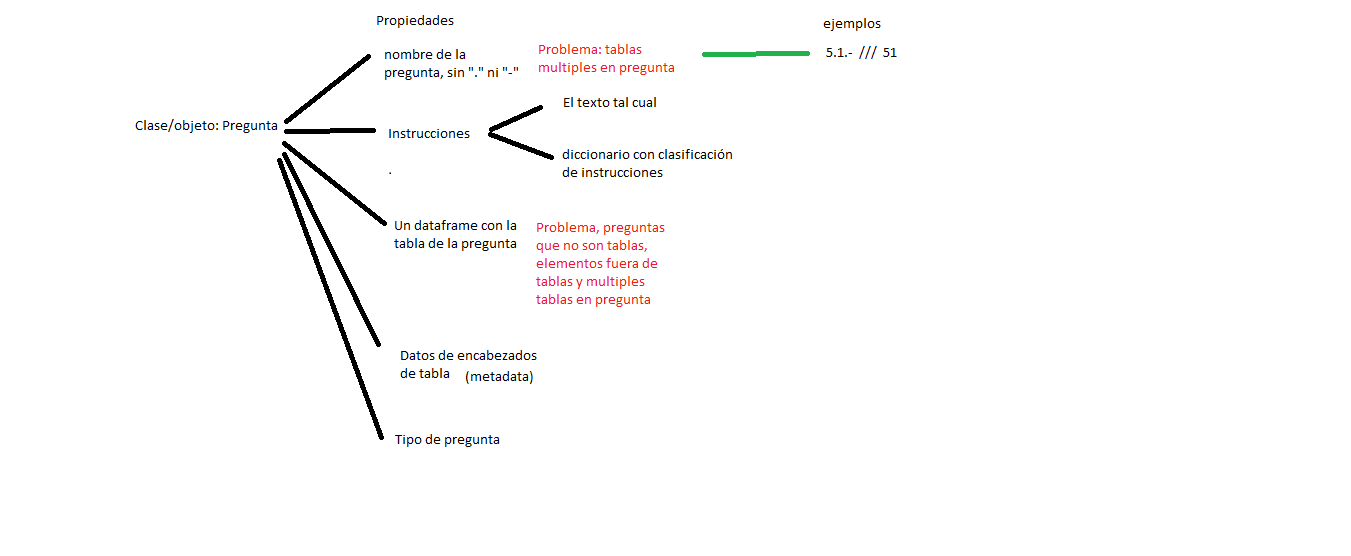 Propiedades
ejemplos
nombre de la
pregunta, sin "." ni "-"
Problema: tablas
multiples en pregunta
5.1.- /// 51
Clase/objeto: Pregunta
Instrucciones
El texto tal cual
diccionario con clasificación
de instrucciones
.
Un dataframe con la
tabla de la pregunta
Problema, preguntas
que no son tablas,
elementos fuera de
tablas y multiples
tablas en pregunta
Datos de encabezados
de tabla (metadata)
Tipo de pregunta